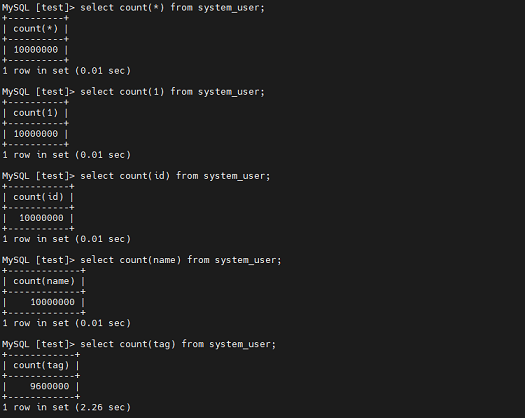 MySQL [test]> select count(*) from system_user;
+----------+
| count(*) |
+----------+
| 10000000 |
+----------+
1 row in set (0.01 sec)
MySQL [test]> select count(1) from system_user;
+----------+
| count(1) |
+----------+
| 10000000 |
+----------+
1 row in set (0.01 sec)
MySQL [test]> select count(id) from system_user;
+-----------+
| count(id) |
+-----------+
|  10000000 |
+-----------+
1 row in set (0.01 sec)
MySQL [test]> select count(name) from system_user;
+-------------+
| count(name) |
+-------------+
|    10000000 |
+-------------+
1 row in set (0.01 sec)
MySQL [test]> select count(tag) from system_user;
+------------+
| count(tag) |
+------------+
|    9600000 |
+------------+
1 row in set (2.26 sec)